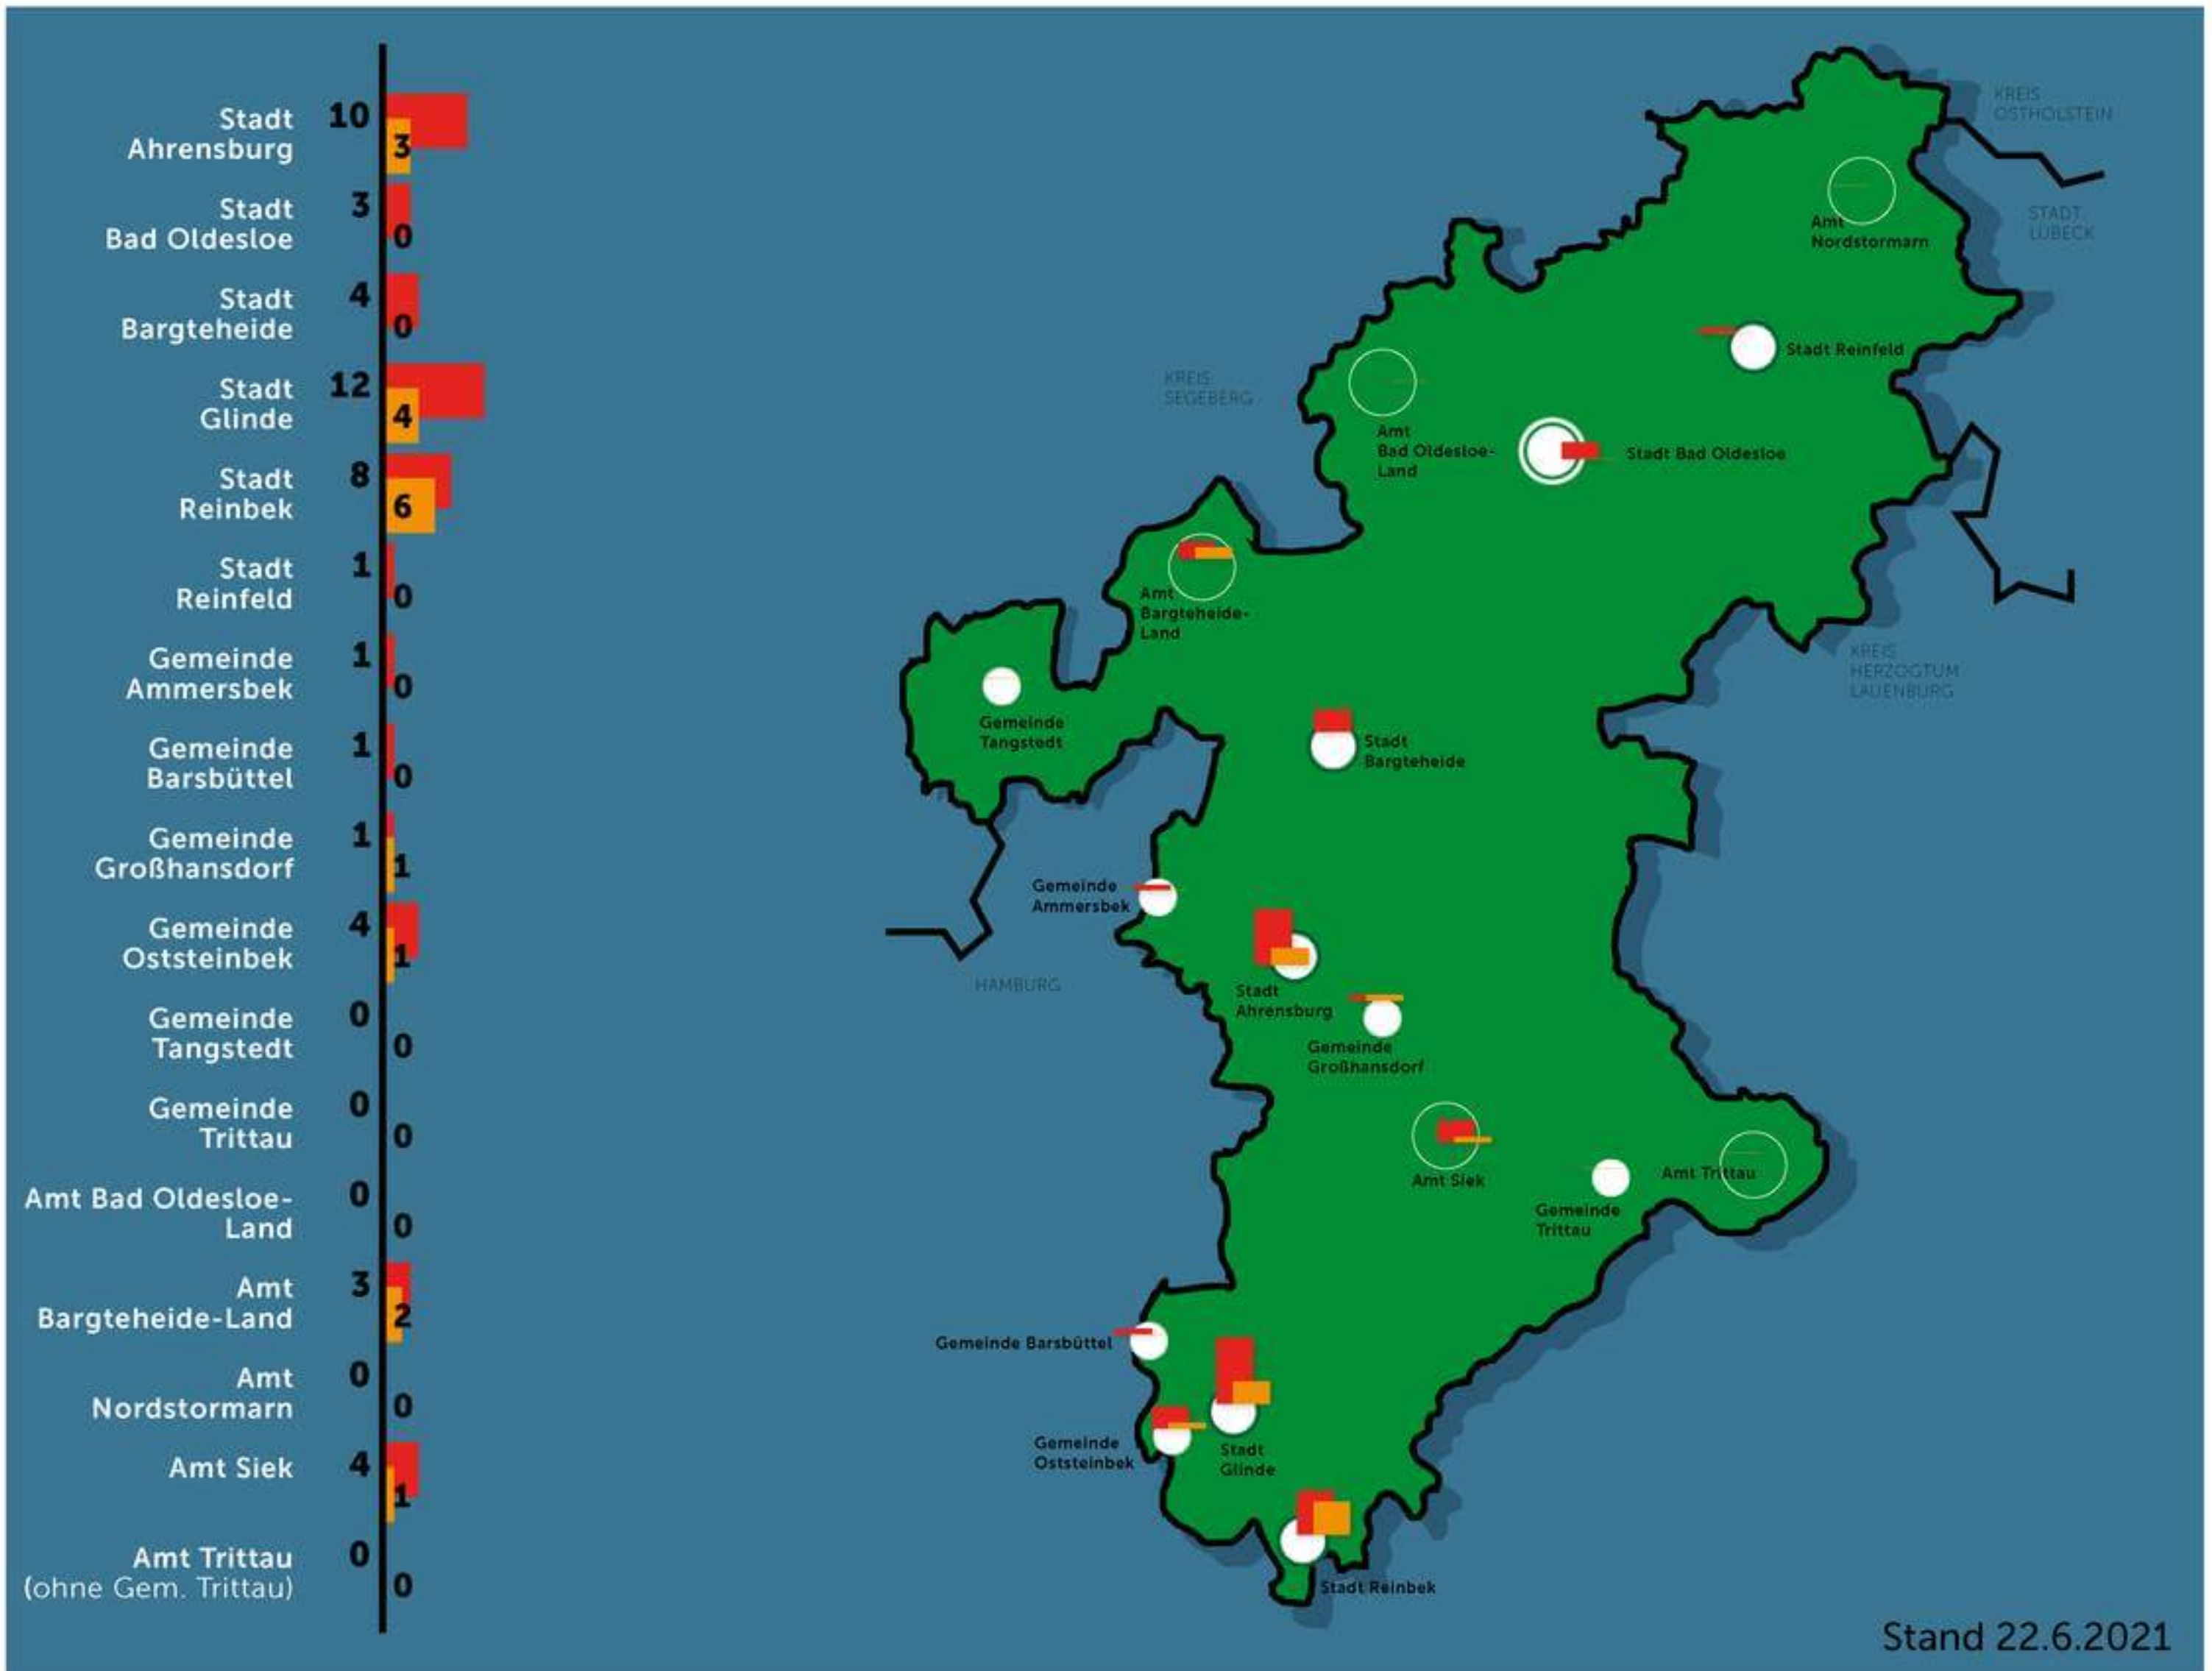 Stadt
Ahrensburg
10
3
Stadt
Bad Oldesloe
3
0
Stadt
Bargteheide
4
0
Stadt
Glinde
12
4
Stadt
Reinbek
8
6
Stadt
Reinfeld
1
0
Gemeinde
Ammersbek
1
0
Gemeinde
Barsbüttel
1
0
Gemeinde
Großhansdorf
1
1
Gemeinde
Oststeinbek
4
1
Gemeinde
Tangstedt
0
0
Gemeinde
Trittau
0
0
Amt Bad Oldesloe-
Land
0
0
Amt
Bargteheide-Land
3
2
Amt
Nordstormarn
0
0
Amt Siek
4
1
Amt Trittau
(ohne Gem. Trittau)
0
0
KREIS
OSTHOLSTEIN
Amt
Nordstormarn
STADT
LÜBECK
Stadt Reinfeld
KREIS
SEGEBERG
Amt
Bad Oldesloe-
Land
Stadt Bad Oldesloe
Amt
Bargteheide-
Land
KREIS
HERZOGTUM
LAUENBURG
Gemeinde
Tangstedt
Stadt
Bargteheide
Gemeinde
Ammersbek
HAMBURG
Stadt
Ahrensburg
Gemeinde
Großhansdorf
Amt Siek
Amt Trittau
Gemeinde
Trittau
Gemeinde Barsbüttel
Gemeinde
Oststeinbek
Stadt
Glinde
Stadt Reinbek
Stand 22.6.2021